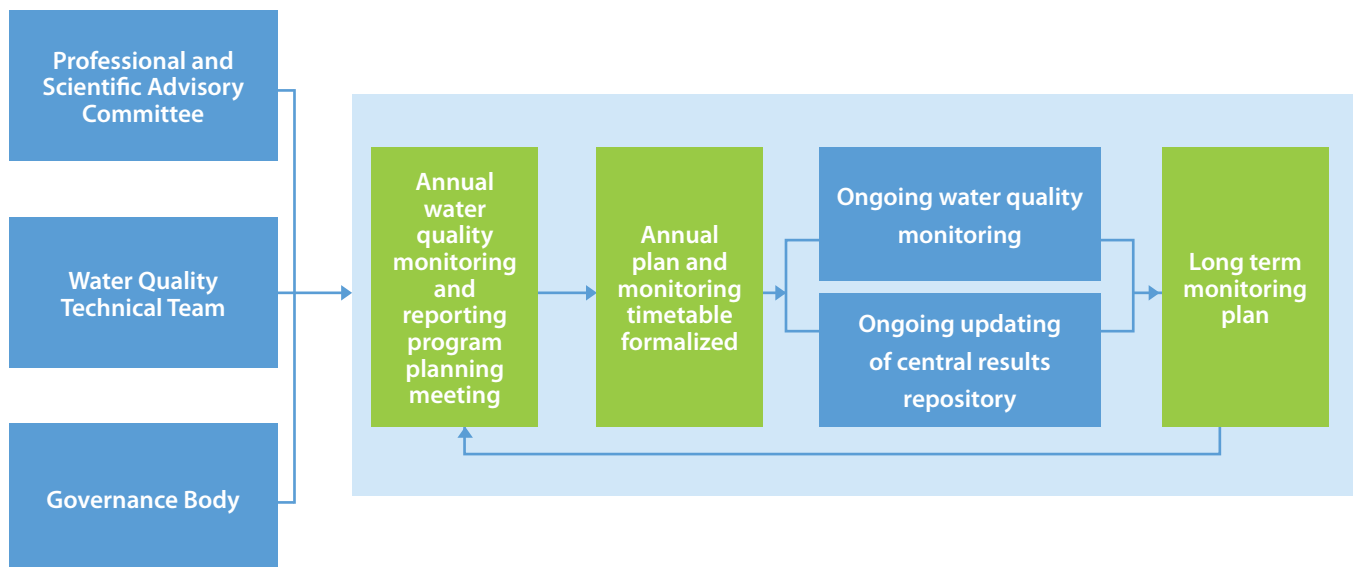 Professional and
Scientific Advisory
Committee
Water Quality
Technical Team
Governance Body
Annual
water
quality
monitoring
and
reporting
program
planning
meeting
Annual
plan and
monitoring
timetable
formalized
Ongoing water quality
monitoring
Ongoing updating
of central results
repository
Long term
monitoring
plan